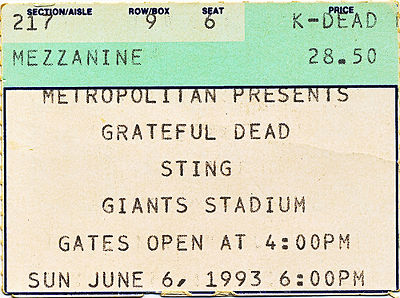 SECTION/AISLE ROW/BOX SEAT PRICE
217 9 6 K-DEAD
MEZZANINE 28.50
METROPOLITAN PRESENTS
GRATEFUL DEAD
STING
GIANTS STADIUM
GATES OPEN AT 4:00PM
SUN JUNE 6, 1993 6:00PM